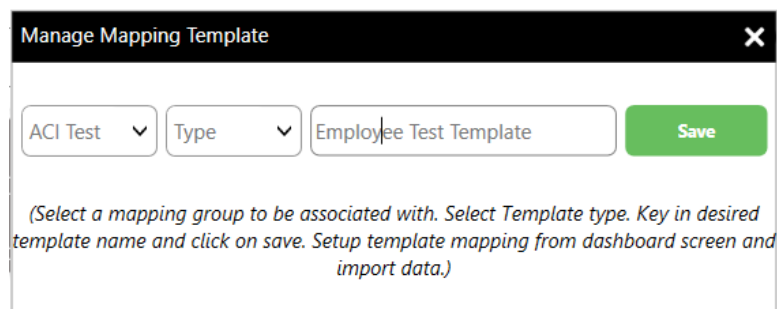 Manage Mapping Template
ACI Test Type Employee Test Template Save
(Select a mapping group to be associated with. Select Template type. Key in desired
template name and click on save. Setup template mapping from dashboard screen and
import data.)